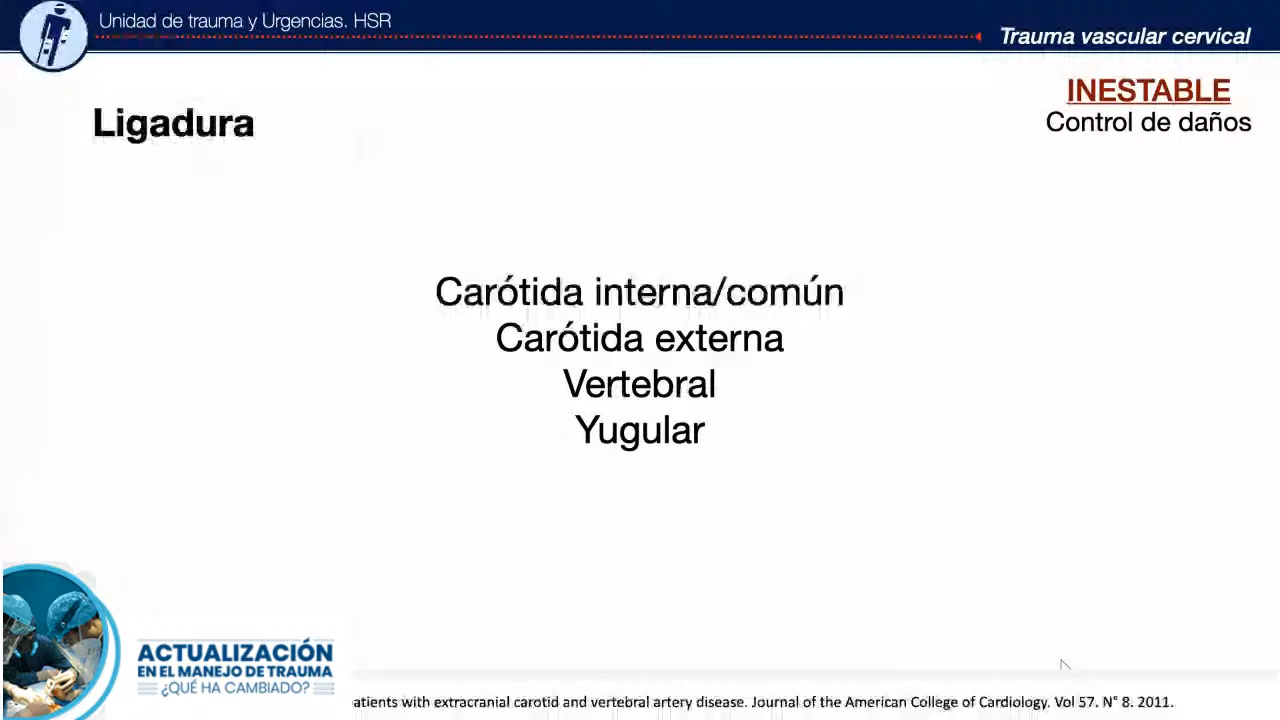 Unidad de trauma y Urgencias. HSR
Trauma vascular cervical
INESTABLE
Control de daños
Ligadura
Carótida interna/común
Carótida externa
Vertebral
Yugular
ACTUALIZACIÓN
EN EL MANEJO DE TRAUMA
¿QUÉ HA CAMBIADO?
atients with extracranial carotid and vertebral artery disease. Journal of the American College of Cardiology. Vol 57. N° 8. 2011.